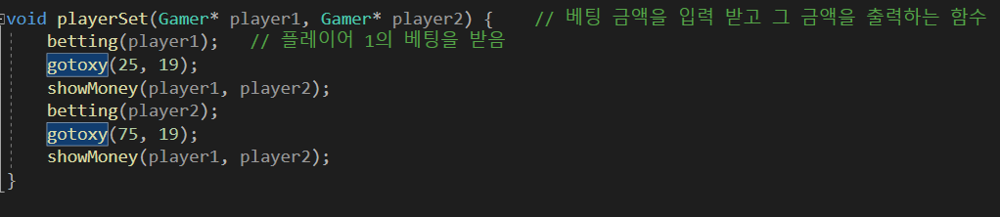 void playerSet(Gamer* player1, Gamer* player2) {    // 베팅 금액을 입력 받고 그 금액을 출력하는 함수
    betting(player1);   // 플레이어 1의 베팅을 받음
    gotoxy(25, 19);
    showMoney(player1, player2);
    betting(player2);
    gotoxy(75, 19);
    showMoney(player1, player2);
}